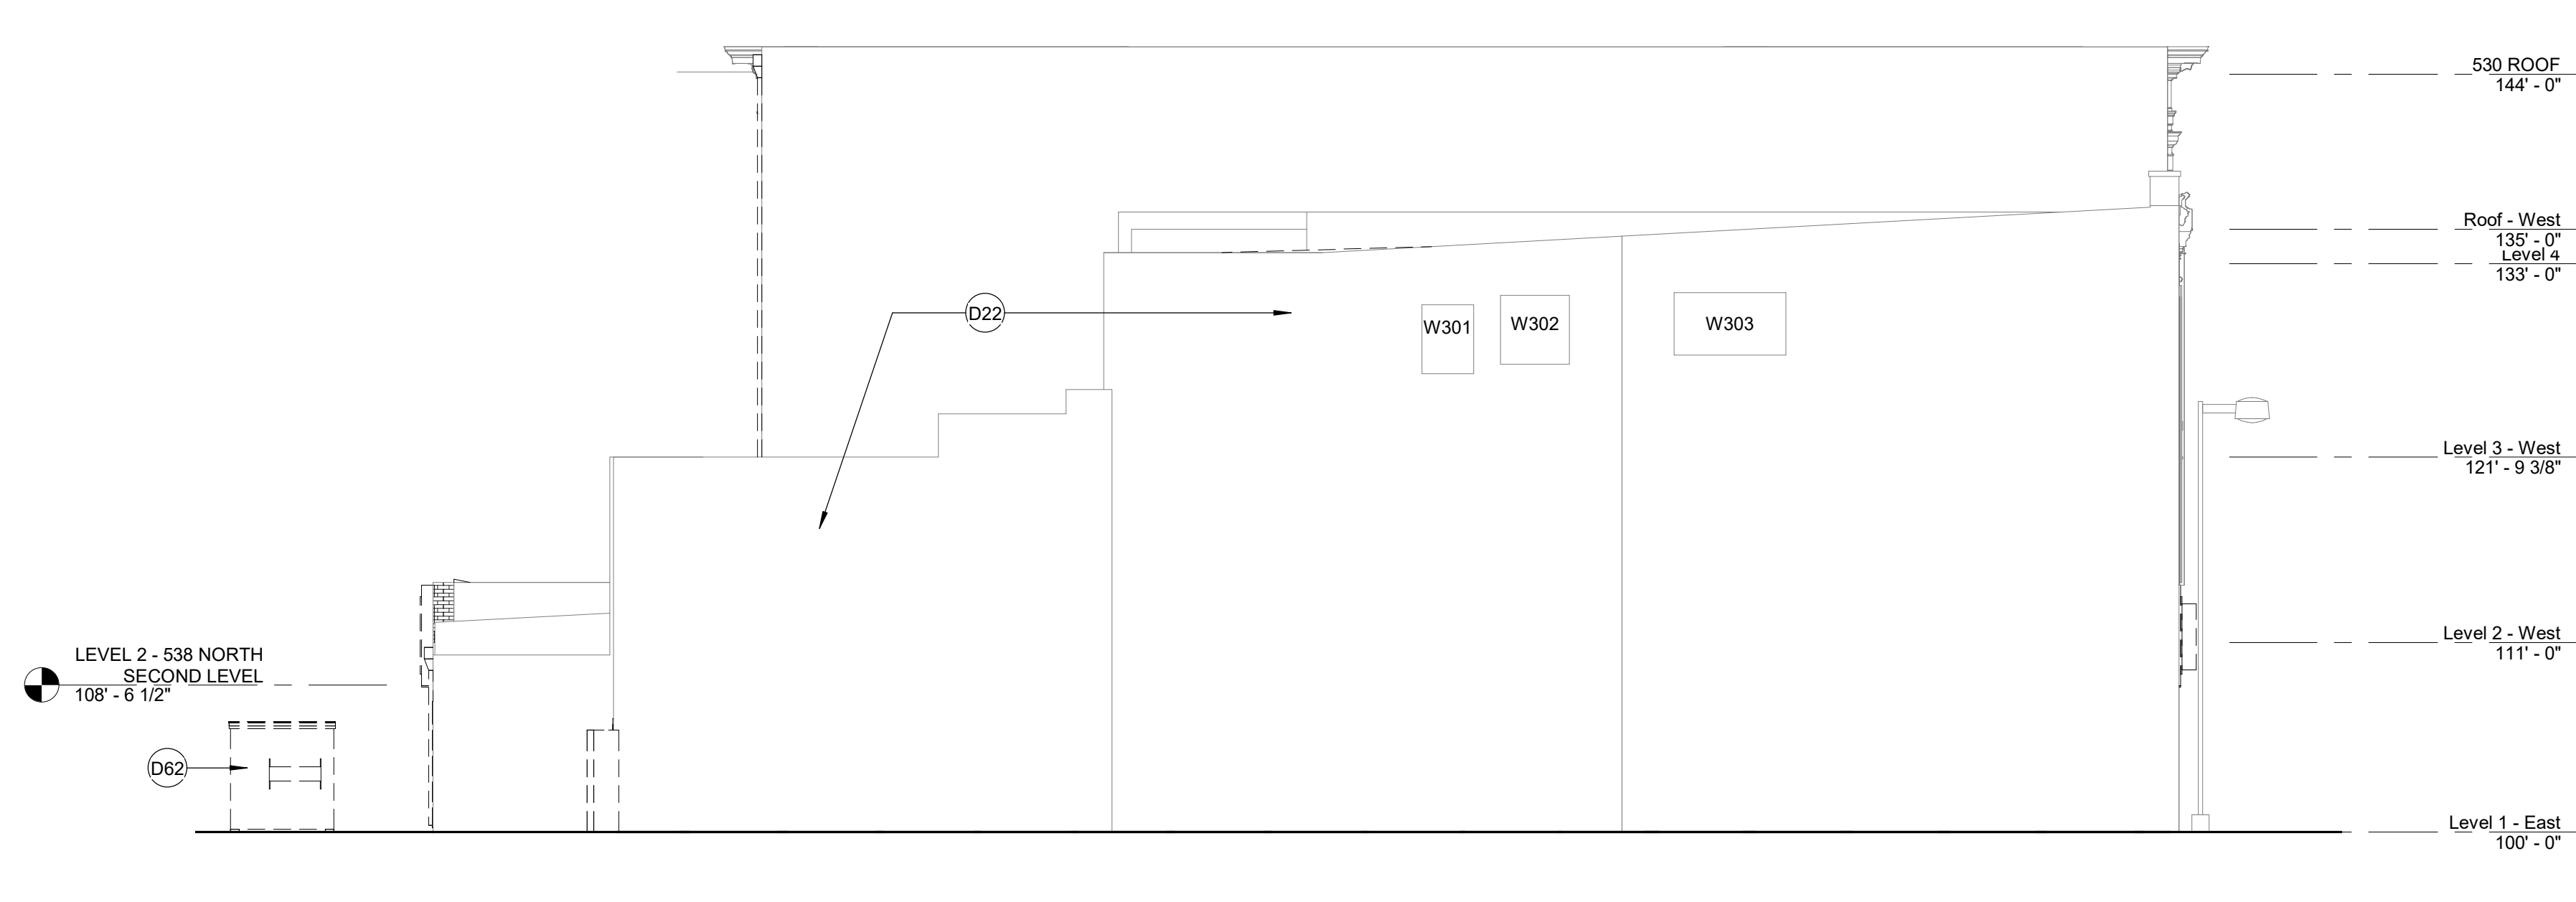 530 ROOF
144' - 0"
Roof - West
135' - 0"
Level 4
133' - 0"
D22
W301
W302
W303
Level 3 - West
121' - 9 3/8"
Level 2 - West
111' - 0"
LEVEL 2 - 538 NORTH
SECOND LEVEL
108' - 6 1/2"
D62
Level 1 - East
100' - 0"